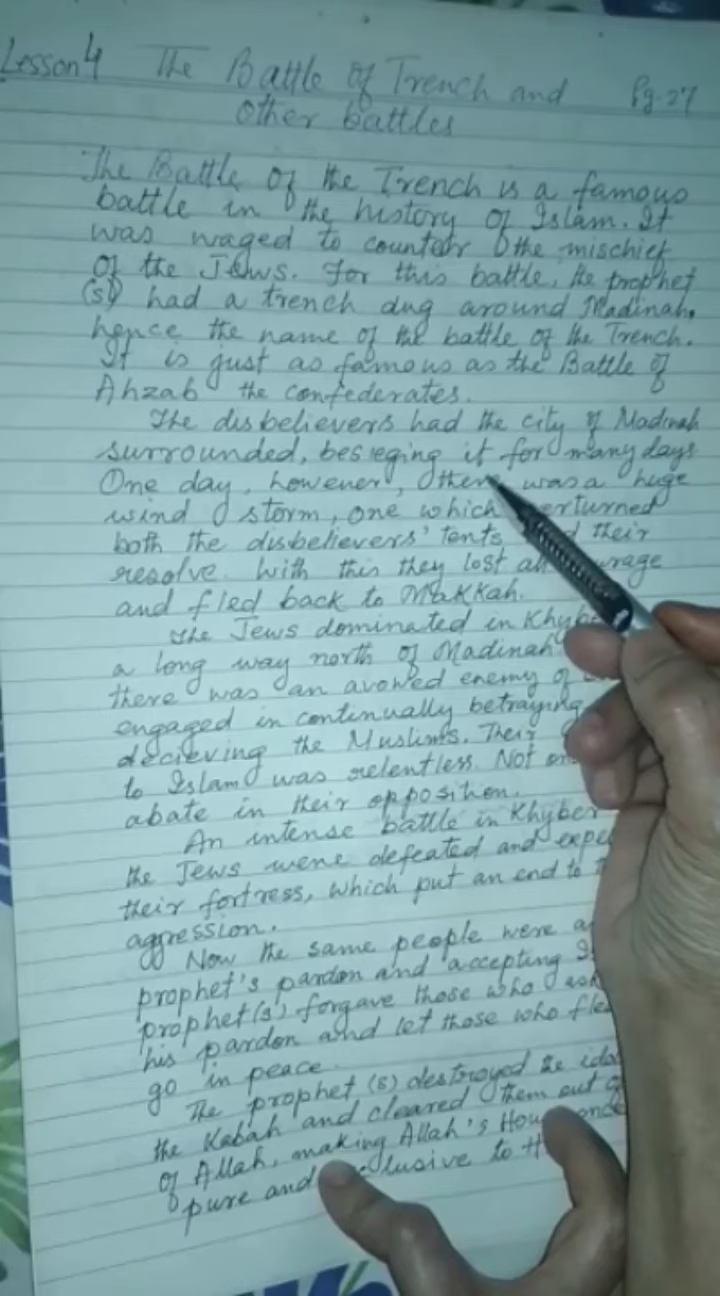 Lesson 4 The Battle of Trench and Pg-27
Other battles
The Battle Of the Trench is a famous
battle in the history of Islam. It
was waged to counter the mischief
Of the Jews. For this battle, the prophet
(s) had a trench dug around Madinah,
hence the name of the battle of the Trench.
It is just as famous as the Battle of
Ahzab the confederates.
The disbelievers had the city of Madinah
surrounded, besieging it for many days
One day, however, there was a huge
wind storm, one which erturned
both the disbelievers' tents their
resolve. With this they lost
and fled back to Makkah.
The Jews dominated in
a long way north of Madinah
there was an avowed enemy of
engaged in continually betraying
decieving the Muslims. Their
to Islam was relentless. Not
abate in their opposition.
An intense battle in Khyber
the Jews were defeated and
their fortress, which put an end to
aggression.
Now the same people were
prophet's pardon and accepting
prophet(s) forgave those who
his pardon and let those who
go in peace.
The prophet (s) destroyed the
the Kabah and cleared them out
of Allah, making Allah's
pure and lusive to